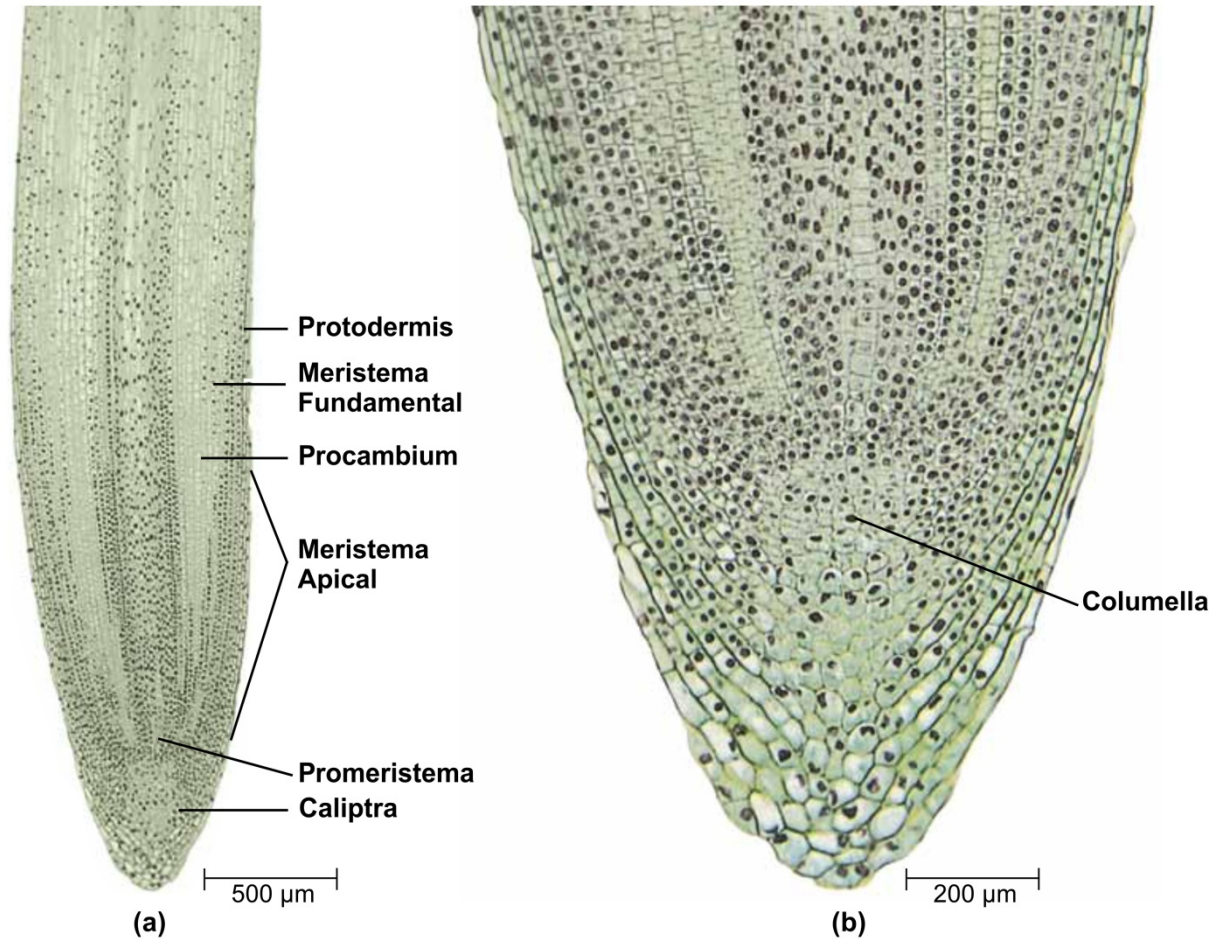 Protodermis
Meristema
Fundamental
Procambium
Meristema
Apical
Promeristema
Caliptra
500 µm
(a)
Columella
200 µm
(b)